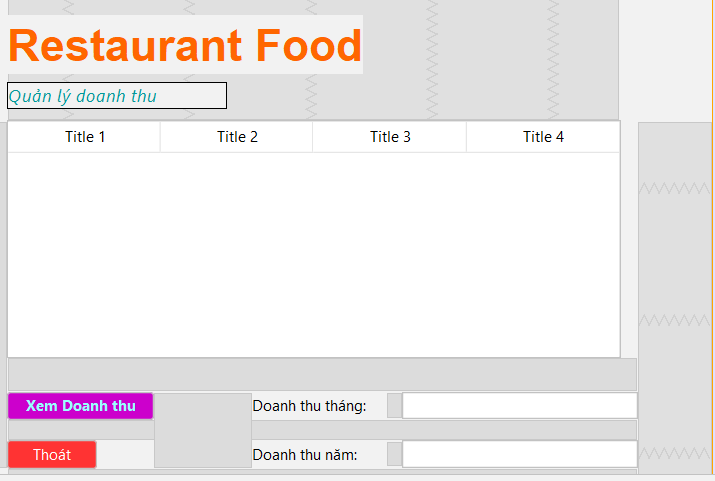 Restaurant Food
Quản lý doanh thu
Title 1 Title 2 Title 3 Title 4
Xem Doanh thu Doanh thu tháng:
Thoát Doanh thu năm: